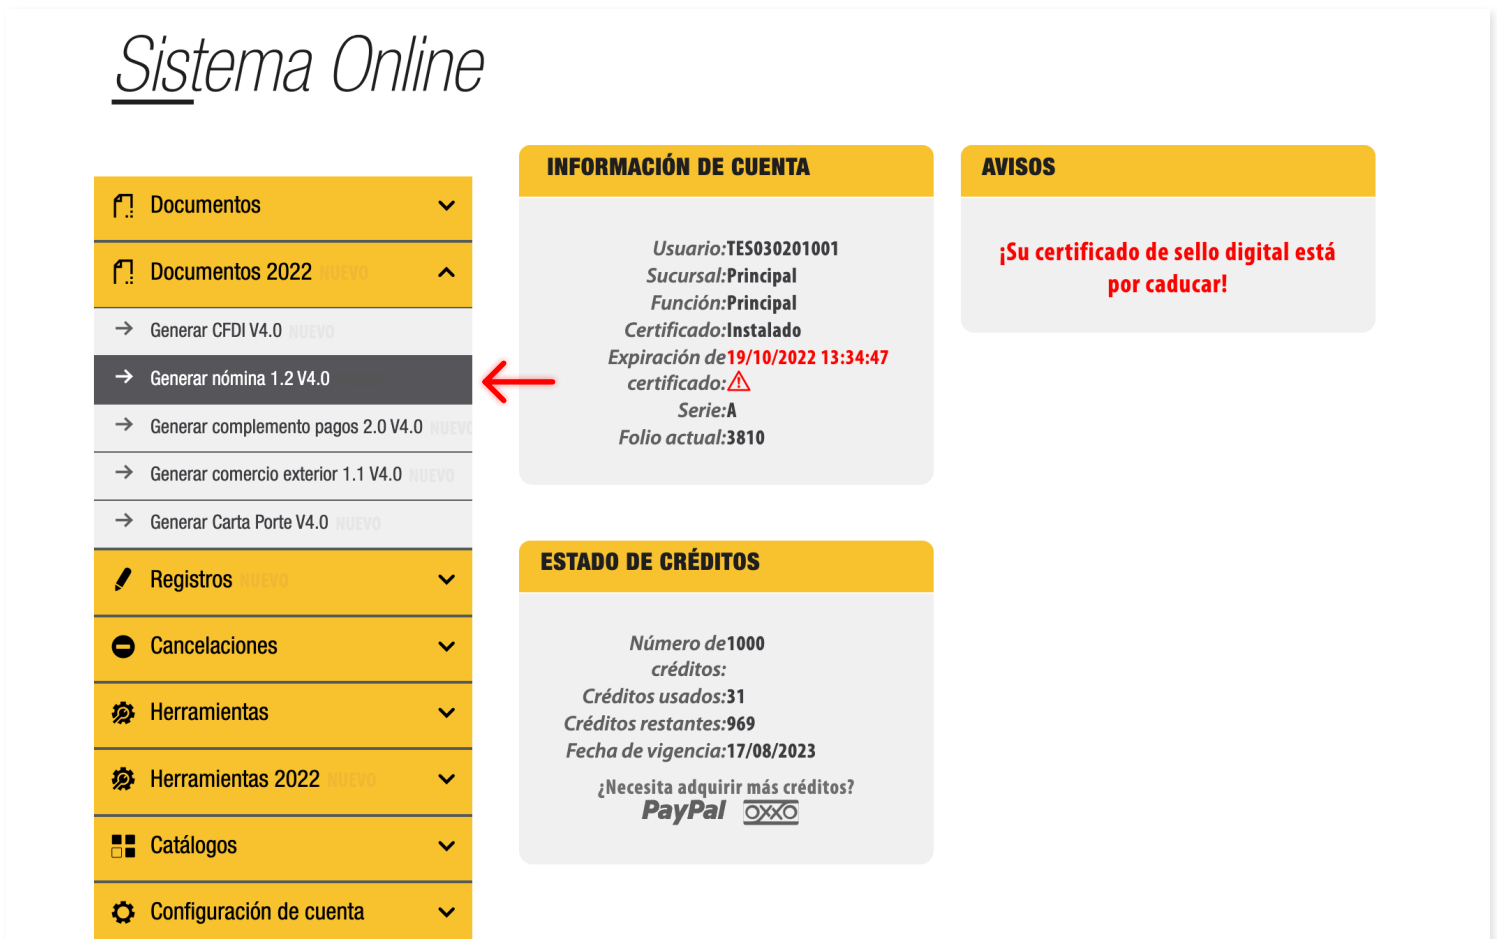 Sistema Online
Documentos
Documentos 2022 NUEVO
Generar CFDI V4.0 NUEVO
Generar nómina 1.2 V4.0
Generar complemento pagos 2.0 V4.0 NUEVO
Generar comercio exterior 1.1 V4.0 NUEVO
Generar Carta Porte V4.0 NUEVO
Registros NUEVO
Cancelaciones
Herramientas
Herramientas 2022 NUEVO
Catálogos
Configuración de cuenta
INFORMACIÓN DE CUENTA
Usuario:TES030201001
Sucursal:Principal
Función:Principal
Certificado:Instalado
Expiración de 19/10/2022 13:34:47
certificado:
Serie:A
Folio actual:3810
ESTADO DE CRÉDITOS
Número de 1000
créditos:
Créditos usados:31
Créditos restantes:969
Fecha de vigencia:17/08/2023
¿Necesita adquirir más créditos?
PayPal OXXO
AVISOS
¡Su certificado de sello digital está
por caducar!